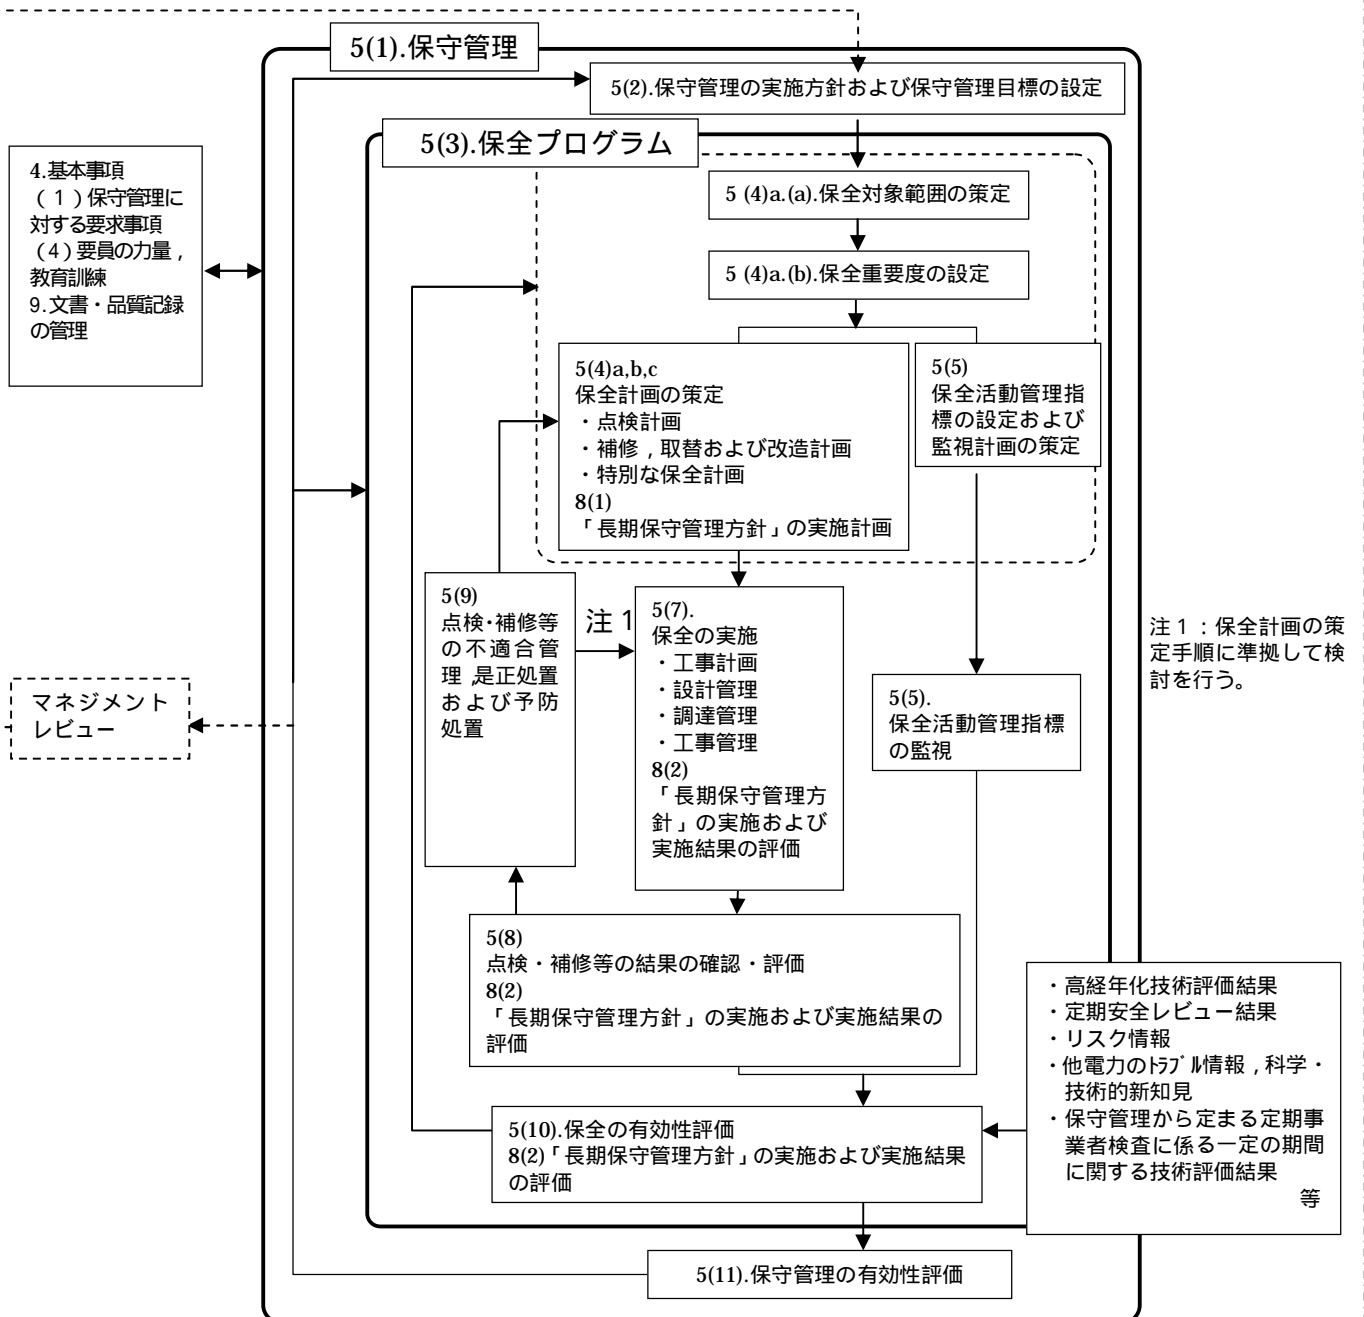 5(1).保守管理
5(2).保守管理の実施方針および保守管理目標の設定
5(3).保全プログラム
4.基本事項
（1）保守管理に
対する要求事項
（4）要員の力量，
教育訓練
9.文書・品質記録
の管理
5 (4)a.(a).保全対象範囲の策定
5 (4)a.(b).保全重要度の設定
5(4)a,b,c
保全計画の策定
・点検計画
・補修，取替および改造計画
・特別な保全計画
8(1)
「長期保守管理方針」の実施計画
5(5)
保全活動管理指
標の設定および
監視計画の策定
5(9)
点検・補修等
の不適合管
理,是正処置
および予防
処置
注 1
5(7).
保全の実施
・工事計画
・設計管理
・調達管理
・工事管理
8(2)
「長期保守管理方
針」の実施および
実施結果の評価
注 1 ：保全計画の策
定手順に準拠して検
討を行う。
マネジメント
レビュー
5(5).
保全活動管理指標
の監視
5(8)
点検・補修等の結果の確認・評価
8(2)
「長期保守管理方針」の実施および実施結果の
評価
・高経年化技術評価結果
・定期安全レビュー結果
・リスク情報
・他電力のﾄﾗﾌﾞﾙ情報，科学・
技術的新知見
・保守管理から定まる定期事
業者検査に係る一定の期間
に関する技術評価結果
等
5(10).保全の有効性評価
8(2)「長期保守管理方針」の実施および実施結果
の評価
5(11).保守管理の有効性評価